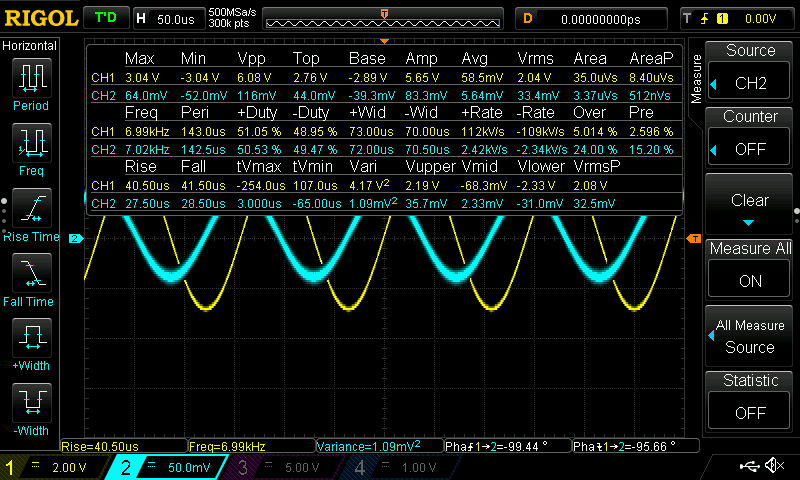 RIGOL T'D H 50.0us 500MSa/s 300k pts T D 0.00000000ps T 1 0.00V
Horizontal
Period
Freq
Rise Time
Fall Time
+Width
-Width
Max Min Vpp Top Base Amp Avg Vrms Area AreaP
CH1 3.04 V -3.04 V 6.08 V 2.76 V -2.89 V 5.65 V 58.5mV 2.04 V 35.0uVs 8.40uVs
CH2 64.0mV -52.0mV 116mV 44.0mV -39.3mV 83.3mV 5.64mV 33.4mV 3.37uVs 512nVs
Freq Peri +Duty -Duty +Wid -Wid +Rate -Rate Over Pre
CH1 6.99kHz 143.0us 51.05 % 48.95 % 73.00us 70.00us 112kV/s -109kV/s 5.014 % 2.596 %
CH2 7.02kHz 142.5us 50.53 % 49.47 % 72.00us 70.50us 2.42kV/s -2.34kV/s 24.00 % 15.20 %
Rise Fall tVmax tVmin Vari Vupper Vmid Vlower VrmsP
CH1 40.50us 41.50us -254.0us 107.0us 4.17 V² 2.19 V -68.3mV -2.33 V 2.08 V
CH2 27.50us 28.50us 3.000us -65.00us 1.09mV² 35.7mV 2.33mV -31.0mV 32.5mV
2
T
Measure
Source
CH2
Counter
OFF
Clear
Measure All
ON
All Measure
Source
Statistic
OFF
Rise=40.50us Freq=6.99kHz Variance=1.09mV² Pha1→2=-99.44 ° Pha1→2=-95.66 °
1 2.00 V 2 50.0mV 3 5.00 V 4 1.00 V